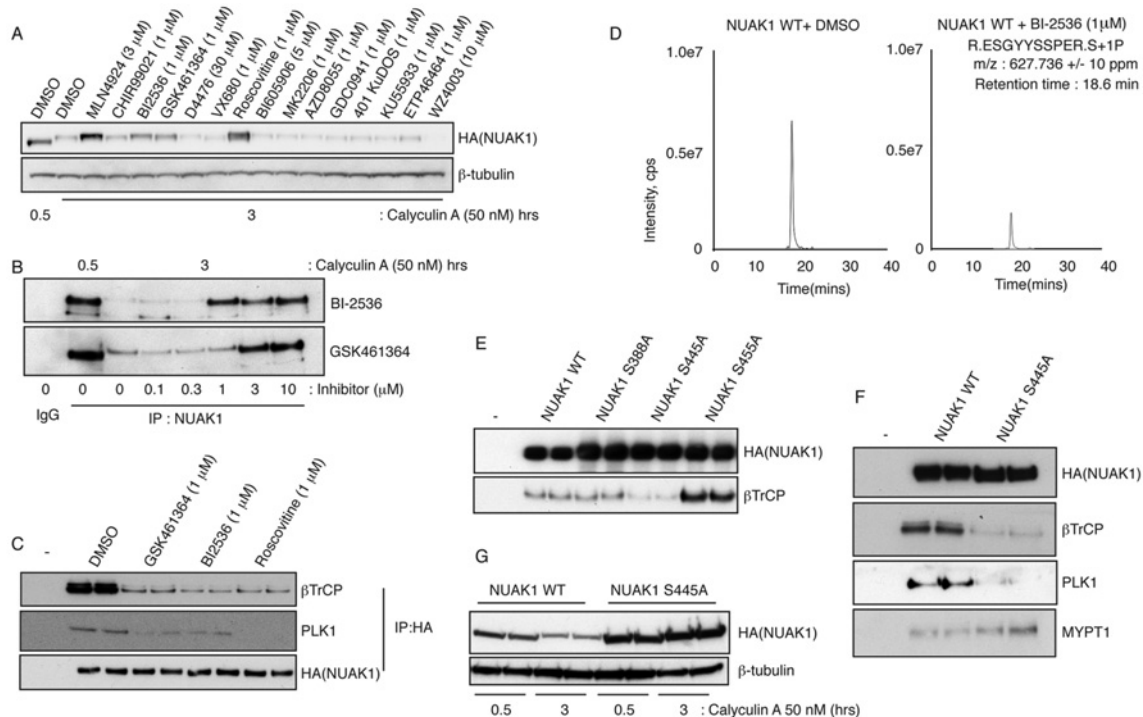 A
DMSO
DMSO
MLN4924 (3 μM)
CHIR99021 (1 μM)
BI2536 (1 μM)
GSK461364 (1 μM)
D4476 (30 μM)
VX680 (1 μM)
Roscovitine (1 μM)
BI605906 (5 μM)
MK2206 (1 μM)
AZD8055 (1 μM)
GDC0941 (1 μM)
401 KuDOS (1 μM)
KU55933 (1 μM)
ETP46464 (1 μM)
WZ4003 (10 μM)
HA(NUAK1)
β-tubulin
0.5 3 : Calyculin A (50 nM) hrs
B
0.5 3 : Calyculin A (50 nM) hrs
BI-2536
GSK461364
0 0 0 0.1 0.3 1 3 10 : Inhibitor (μM)
IgG IP : NUAK1
C
-
DMSO
GSK461364 (1 μM)
BI2536 (1 μM)
Roscovitine (1 μM)
βTrCP
PLK1
HA(NUAK1)
IP:HA
D
NUAK1 WT+ DMSO
1.0e7
0.5e7
0
Intensity, cps
0 10 20 30 40
Time(mins)
NUAK1 WT + BI-2536 (1μM)
R.ESGYYSSPER.S+1P
m/z : 627.736 +/- 10 ppm
Retention time : 18.6 min
1.0e7
0.5e7
0
0 10 20 30 40
Time(mins)
E
-
NUAK1 WT
NUAK1 S388A
NUAK1 S445A
NUAK1 S455A
HA(NUAK1)
βTrCP
F
-
NUAK1 WT
NUAK1 S445A
HA(NUAK1)
βTrCP
PLK1
MYPT1
G
NUAK1 WT NUAK1 S445A
HA(NUAK1)
β-tubulin
0.5 3 0.5 3 : Calyculin A 50 nM (hrs)